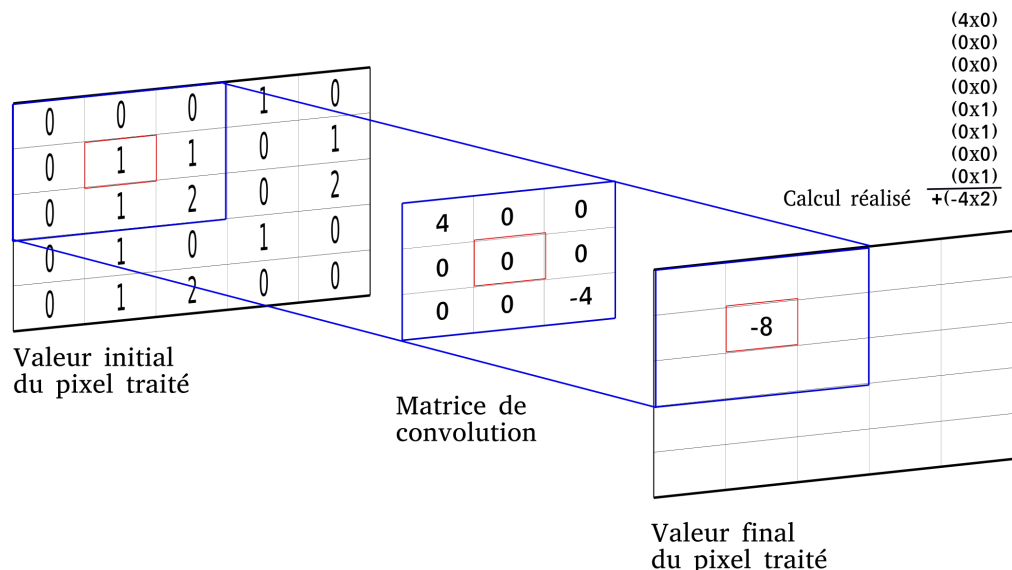 (4x0)
(0x0)
(0x0)
(0x0)
(0x1)
(0x1)
(0x0)
(0x1)
Calcul réalisé +(-4x2)
0 0 0 1 0
0 1 1 0 1
0 1 2 0 2
0 1 0 1 0
0 1 2 0 0
Valeur initial
du pixel traité
4 0 0
0 0 0
0 0 -4
Matrice de
convolution
-8
Valeur final
du pixel traité